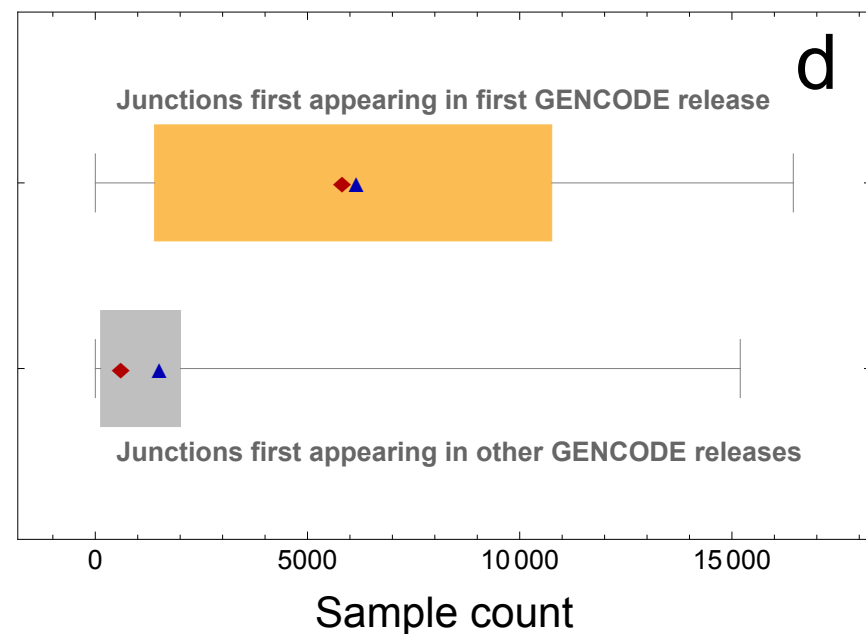 d
Junctions first appearing in first GENCODE release
Junctions first appearing in other GENCODE releases
0 5000 10000 15000
Sample count